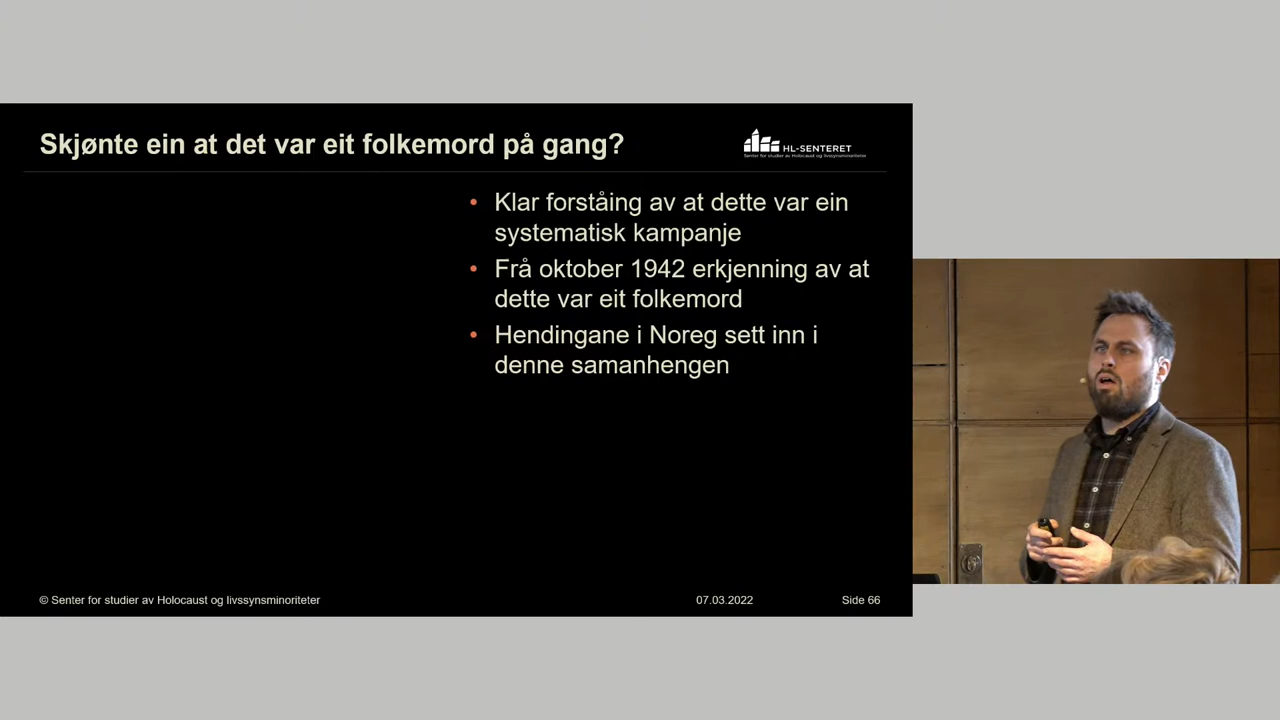 Skjønte ein at det var eit folkemord på gang?
HL-SENTERET
Senter for studier av Holocaust og livssynsminoriteter
• Klar forståing av at dette var ein
systematisk kampanje
• Frå oktober 1942 erkjenning av at
dette var eit folkemord
• Hendingane i Noreg sett inn i
denne samanhengen
© Senter for studier av Holocaust og livssynsminoriteter
07.03.2022
Side 66